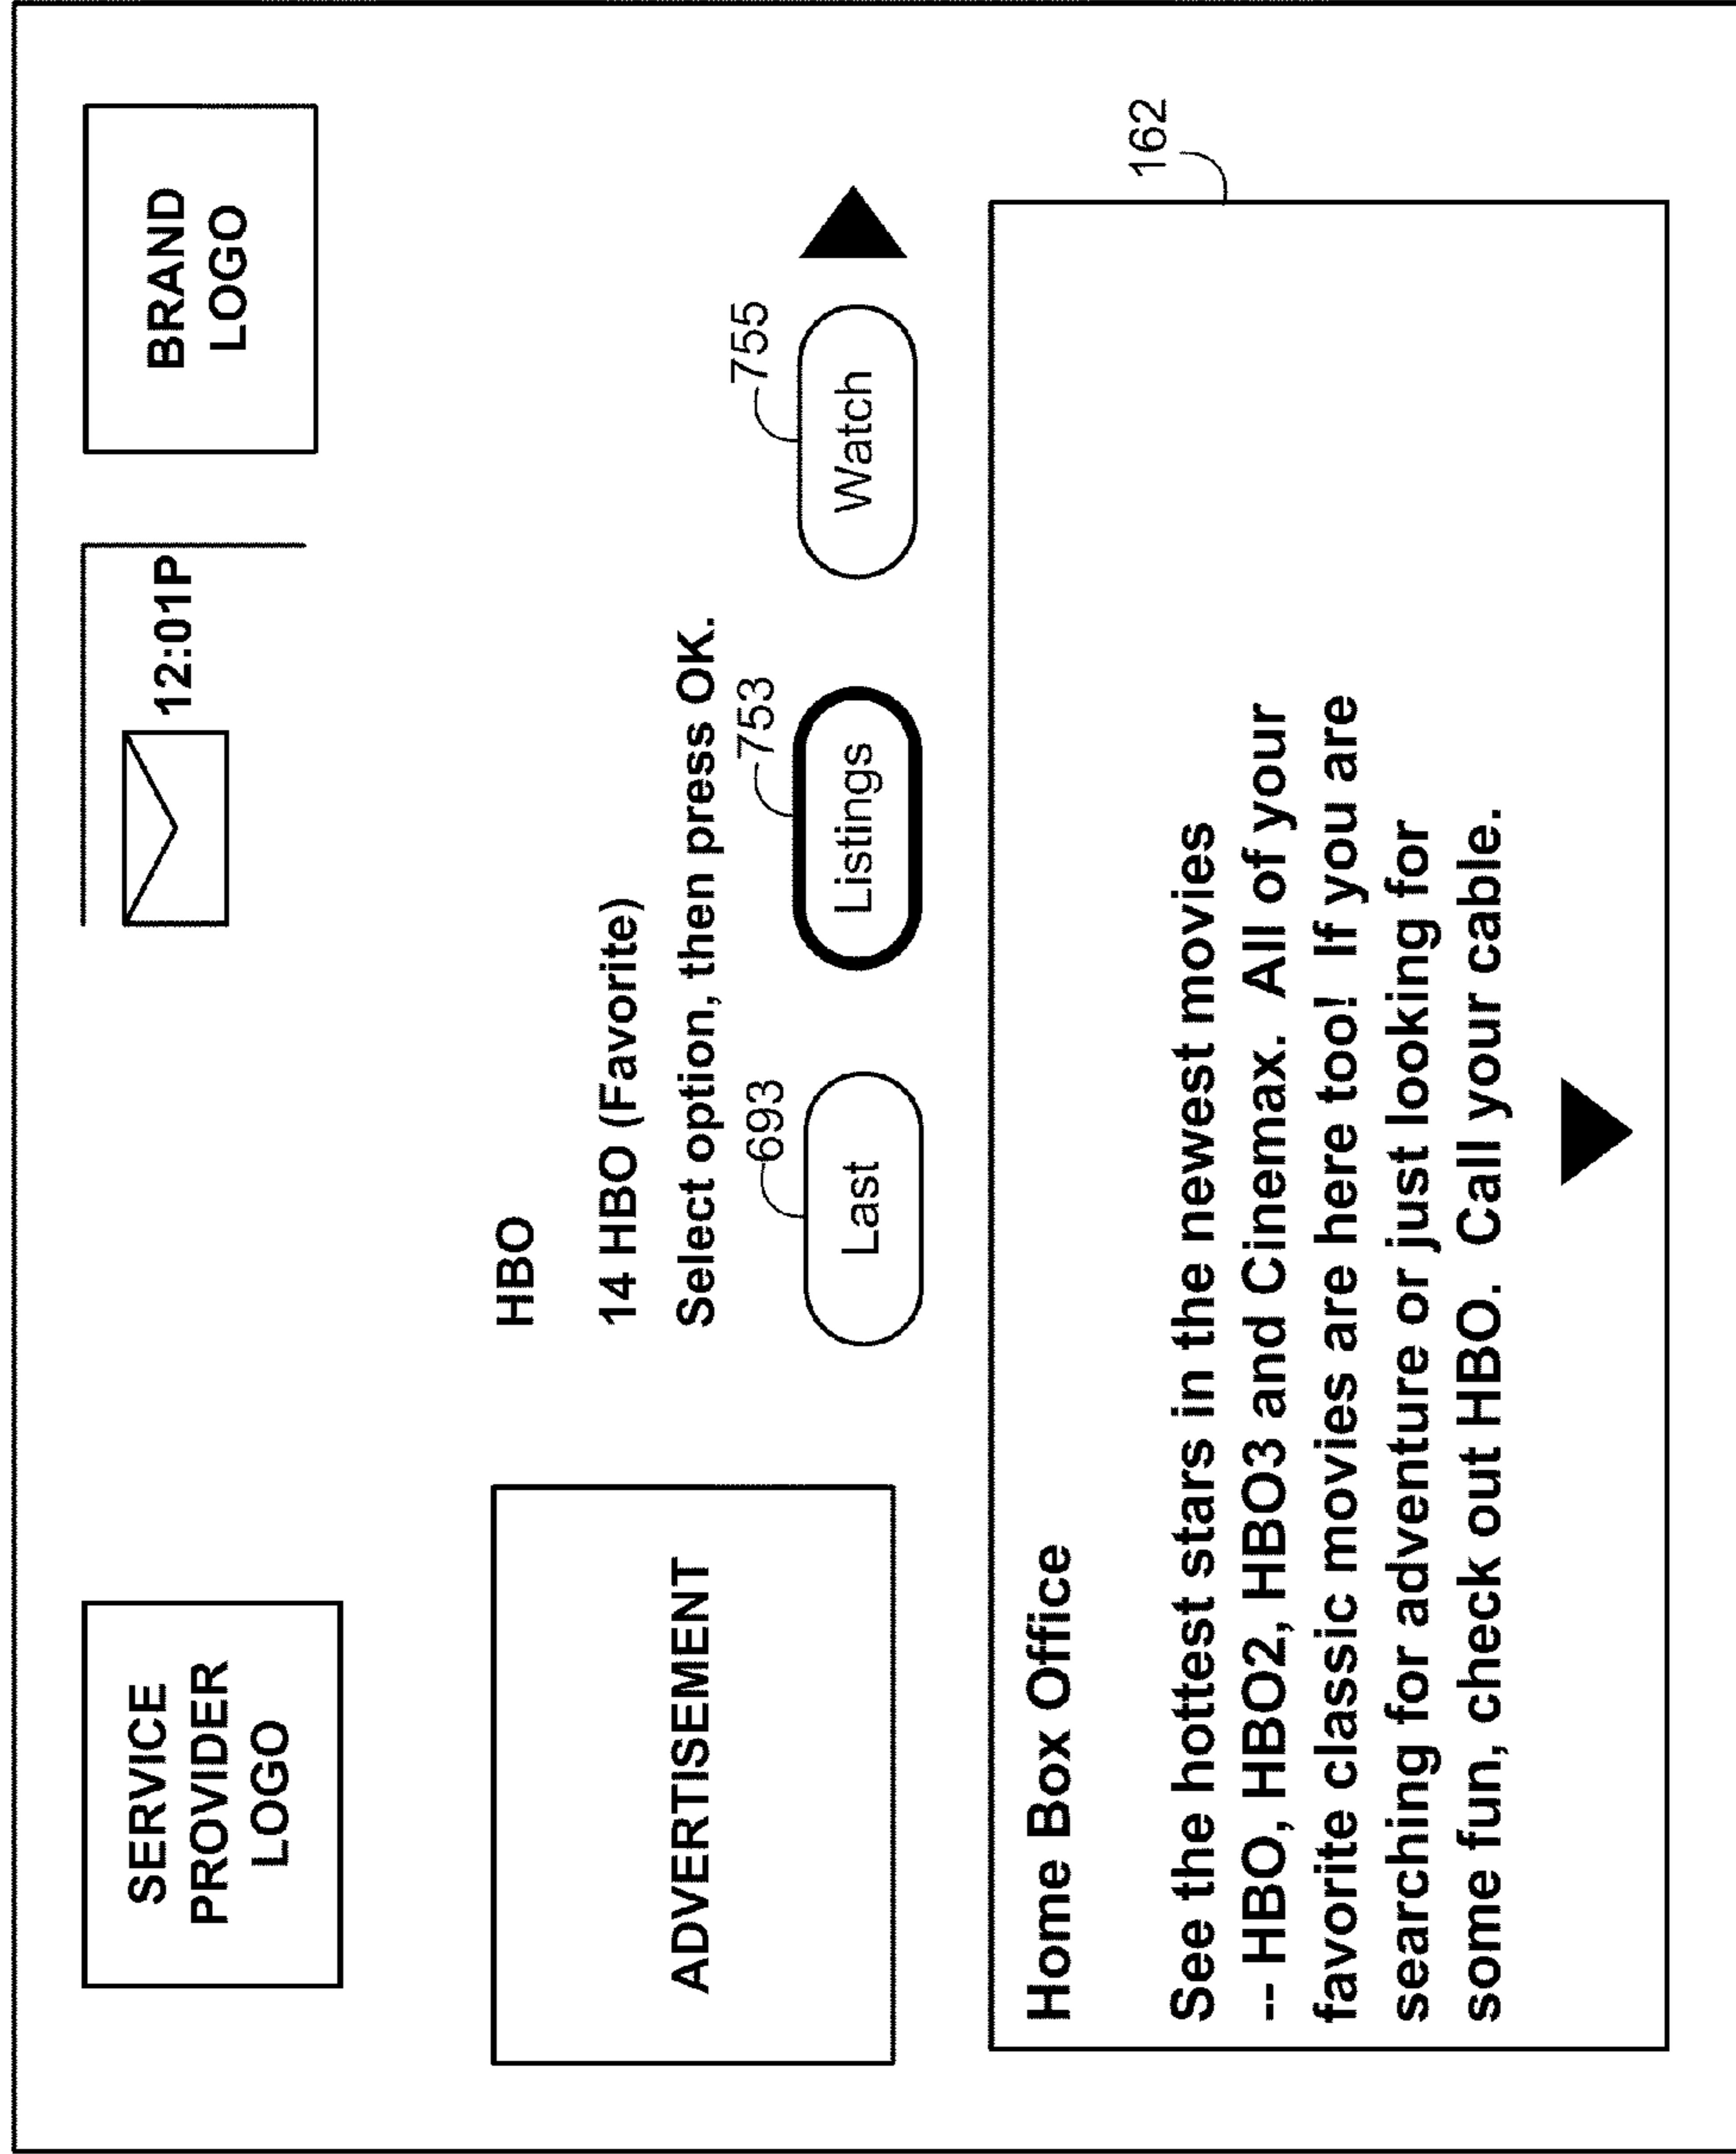 SERVICE
PROVIDER
LOGO
12:01P
BRAND
LOGO
ADVERTISEMENT
HBO
14 HBO (Favorite)
Select option, then press OK.
693
753
755
Last
Listings
Watch
162
Home Box Office
See the hottest stars in the newest movies
-- HBO, HBO2, HBO3 and Cinemax. All of your
favorite classic movies are here too! If you are
searching for adventure or just looking for
some fun, check out HBO. Call your cable.